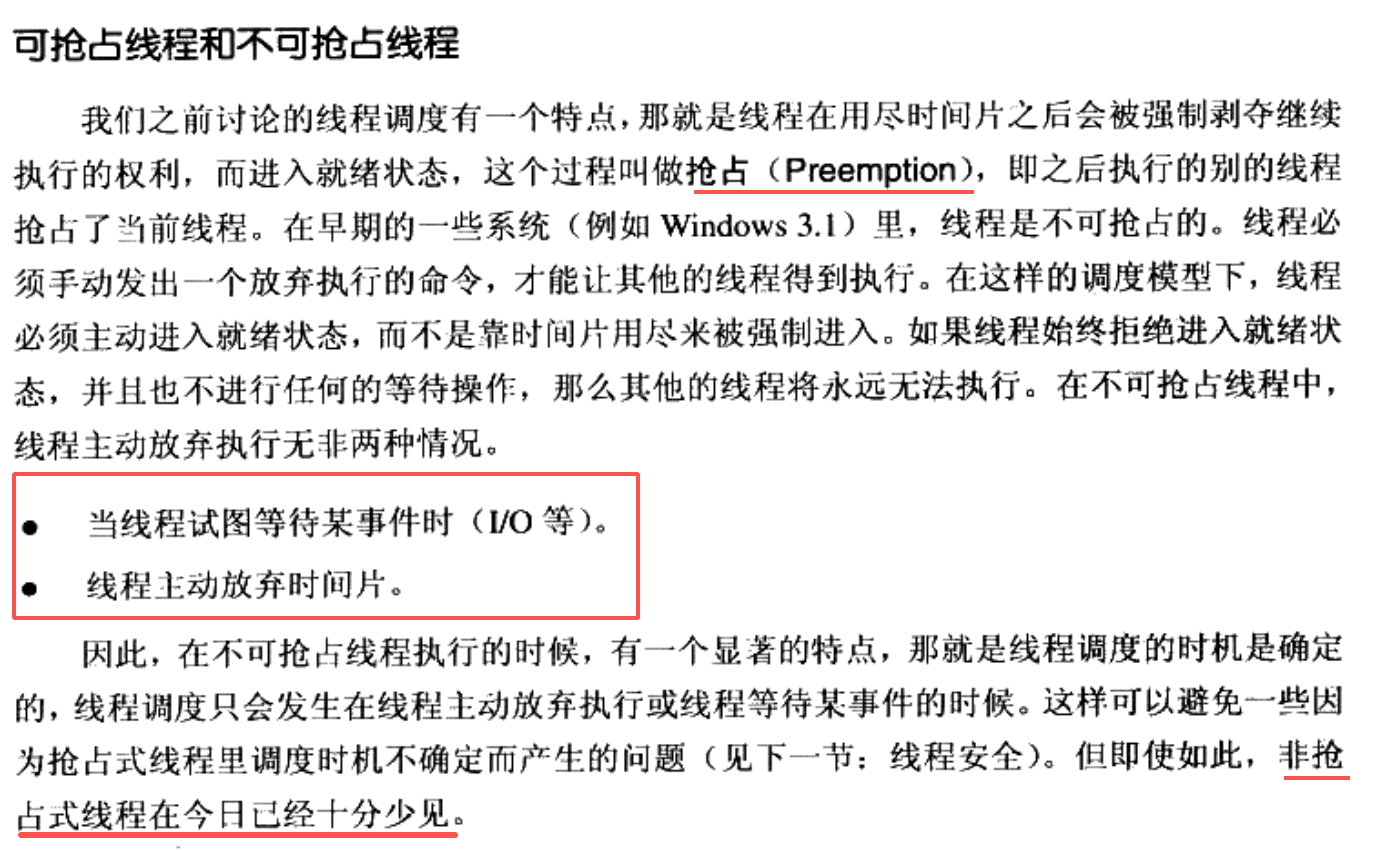 可抢占线程和不可抢占线程
我们之前讨论的线程调度有一个特点，那就是线程在用尽时间片之后会被强制剥夺继续
执行的权利，而进入就绪状态，这个过程叫做抢占（Preemption），即之后执行的别的线程
抢占了当前线程。在早期的一些系统（例如 Windows 3.1）里，线程是不可抢占的。线程必
须手动发出一个放弃执行的命令，才能让其他的线程得到执行。在这样的调度模型下，线程
必须主动进入就绪状态，而不是靠时间片用尽来被强制进入。如果线程始终拒绝进入就绪状
态，并且也不进行任何的等待操作，那么其他的线程将永远无法执行。在不可抢占线程中，
线程主动放弃执行无非两种情况。
● 当线程试图等待某事件时（I/O 等）。
● 线程主动放弃时间片。
因此，在不可抢占线程执行的时候，有一个显著的特点，那就是线程调度的时机是确定
的，线程调度只会发生在线程主动放弃执行或线程等待某事件的时候。这样可以避免一些因
为抢占式线程里调度时机不确定而产生的问题（见下一节：线程安全）。但即使如此，非抢
占式线程在今日已经十分少见。